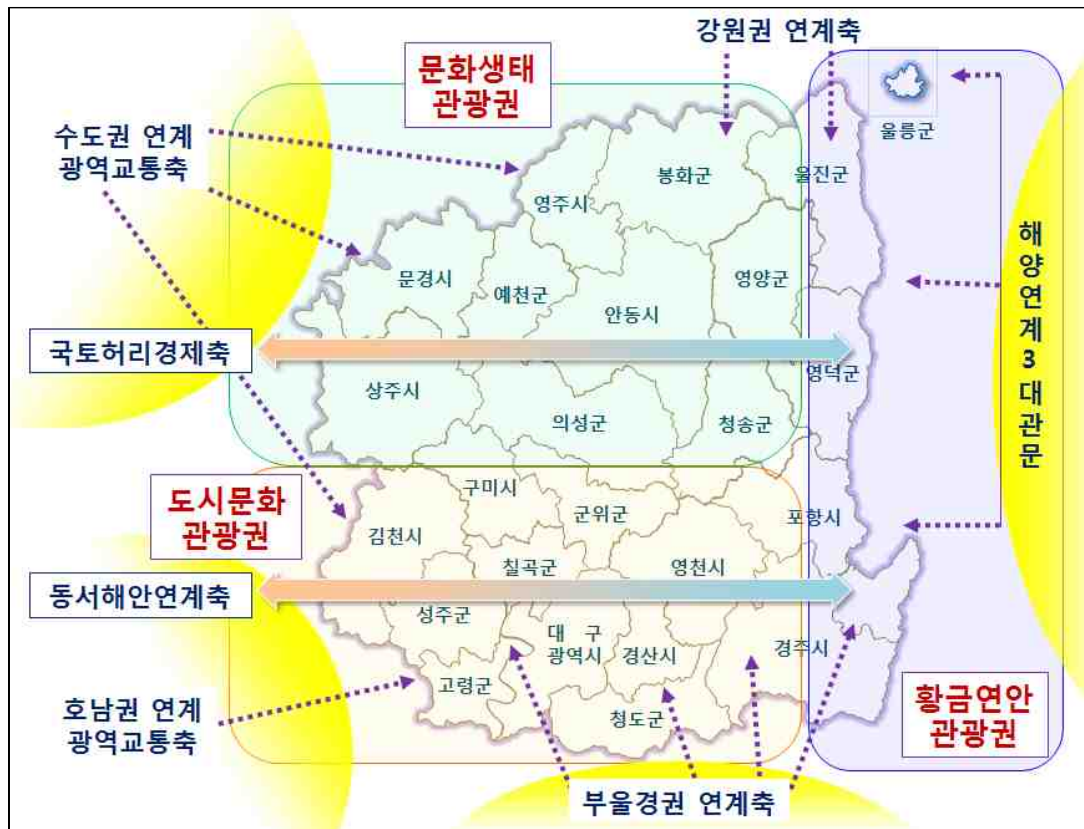 강원권 연계축
문화생태
관광권
울릉군
수도권 연계
광역교통축
봉화군
울진군
영주시
해양연계3대관문
문경시
예천군
영양군
안동시
국토허리경제축
영덕군
상주시
의성군
청송군
구미시
도시문화
관광권
군위군
포항시
김천시
칠곡군
영천시
동서해안연계축
성주군
대 구
광역시
경산시
경주시
고령군
호남권 연계
광역교통축
청도군
황금연안
관광권
부울경권 연계축